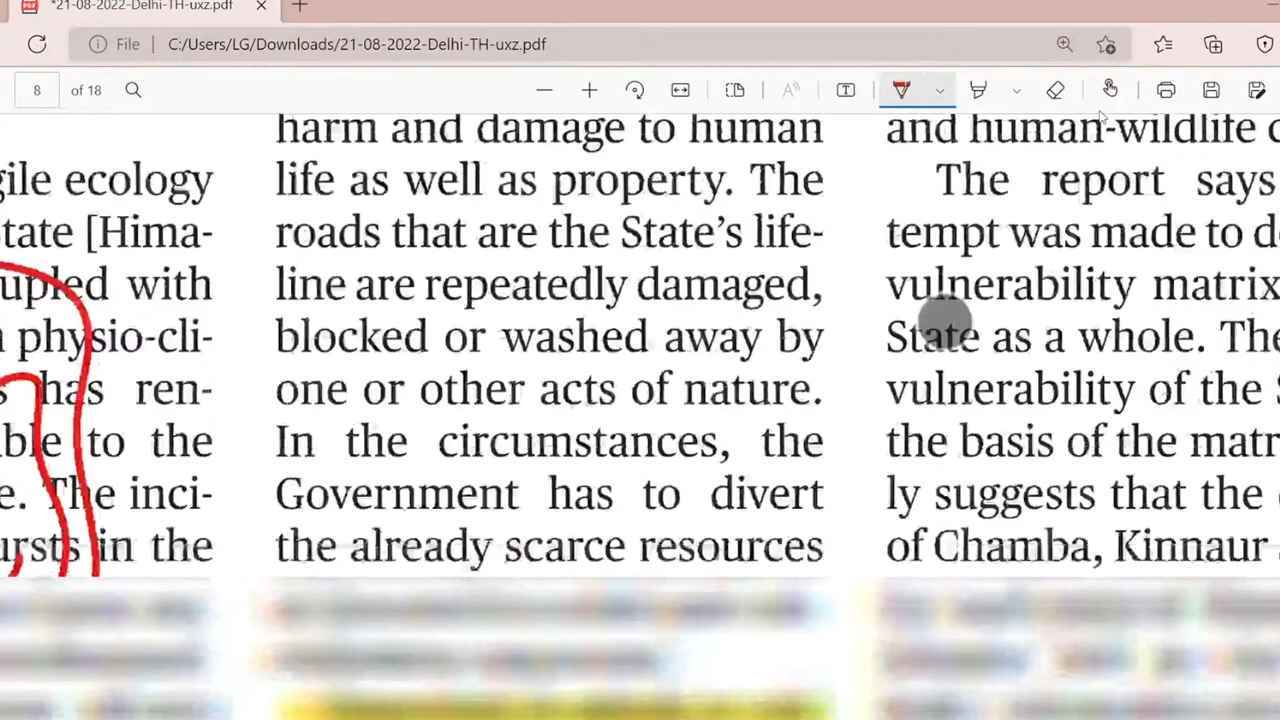 *21-08-2022-Delhi-TH-uxz.pdf
File C:/Users/LG/Downloads/21-08-2022-Delhi-TH-uxz.pdf
8 of 18
gile ecology
tate [Hima-
upled with
physio-cli-
has ren-
to the
e. The inci-
ursts in the
harm and damage to human
life as well as property. The
roads that are the State's life-
line are repeatedly damaged,
blocked or washed away by
one or other acts of nature.
In the circumstances, the
Government has to divert
the already scarce resources
and human-wildlife c
The report says
tempt was made to d
vulnerability matrix
State as a whole. The
vulnerability of the S
the basis of the matr
ly suggests that the
of Chamba, Kinnaur